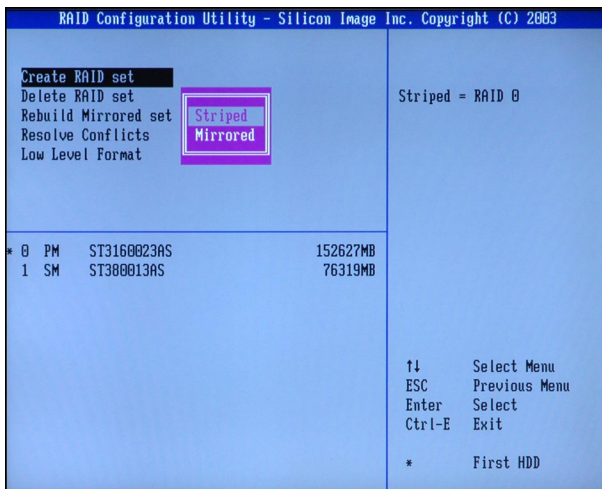 RAID Configuration Utility - Silicon Image Inc. Copyright (C) 2003
Create RAID set
Delete RAID set
Rebuild Mirrored set
Resolve Conflicts
Low Level Format
Striped
Mirrored
Striped = RAID 0
* 0 PM ST3160023AS 152627MB
1 SM ST380013AS 76319MB
↑↓ Select Menu
ESC Previous Menu
Enter Select
Ctrl-E Exit
* First HDD